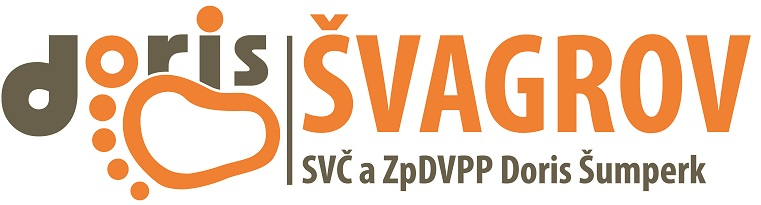 doris
ŠVAGROV
SVČ a ZpDVPP Doris Šumperk